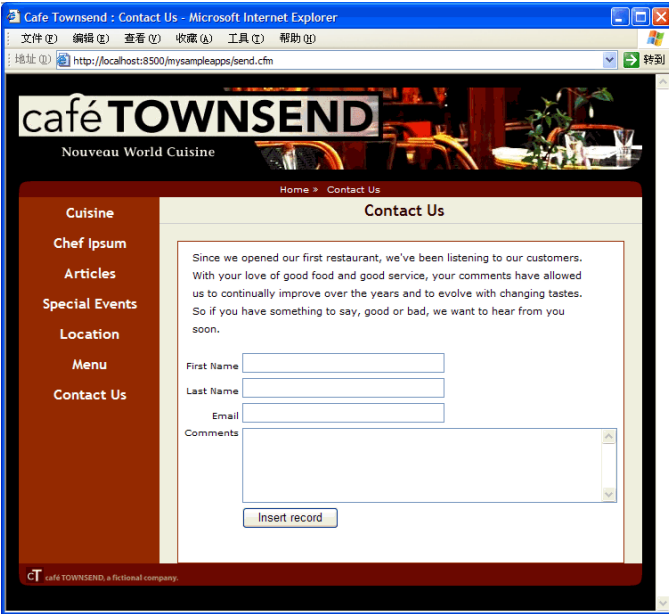 Cafe Townsend : Contact Us - Microsoft Internet Explorer
文件(F) 编辑(E) 查看(V) 收藏(A) 工具(T) 帮助(H)
地址(D) http://localhost:8500/mysampleapps/send.cfm 转到
café TOWNSEND
Nouveau World Cuisine
Home » Contact Us
Cuisine
Chef Ipsum
Articles
Special Events
Location
Menu
Contact Us
Contact Us
Since we opened our first restaurant, we've been listening to our customers.
With your love of good food and good service, your comments have allowed
us to continually improve over the years and to evolve with changing tastes.
So if you have something to say, good or bad, we want to hear from you
soon.
First Name
Last Name
Email
Comments
Insert record
cT café TOWNSEND, a fictional company.